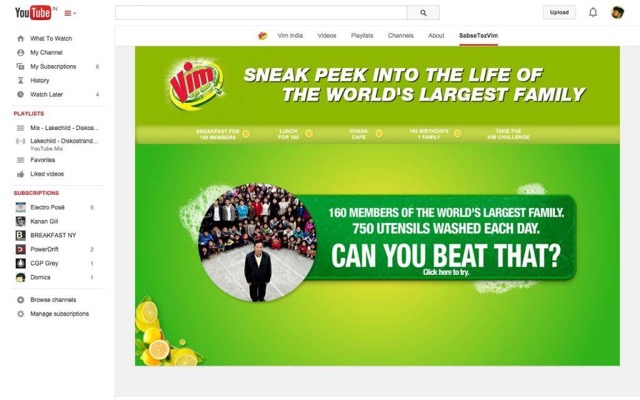 YouTube IN
Upload
What To Watch
My Channel
My Subscriptions 6
History
Watch Later 4
PLAYLISTS
Mix - Lakechild - Diskos...
Lakechild - Diskostrand...
YouTube Mix
Favorites
Liked videos
SUBSCRIPTIONS
Electro Posé 5
Kanan Gill
BREAKFAST NY
PowerDrift 2
CGP Grey 1
Domics 1
Browse channels
Manage subscriptions
Vim India Videos Playlists Channels About SabseTezVim
Vim
SNEAK PEEK INTO THE LIFE OF
THE WORLD'S LARGEST FAMILY
BREAKFAST FOR
160 MEMBERS
LUNCH
FOR 160
CHANA
CAFE
160 BIRTHDAYS
1 FAMILY
TAKE THE
VIM CHALLENGE
160 MEMBERS OF THE WORLD'S LARGEST FAMILY.
750 UTENSILS WASHED EACH DAY.
CAN YOU BEAT THAT?
Click here to try.